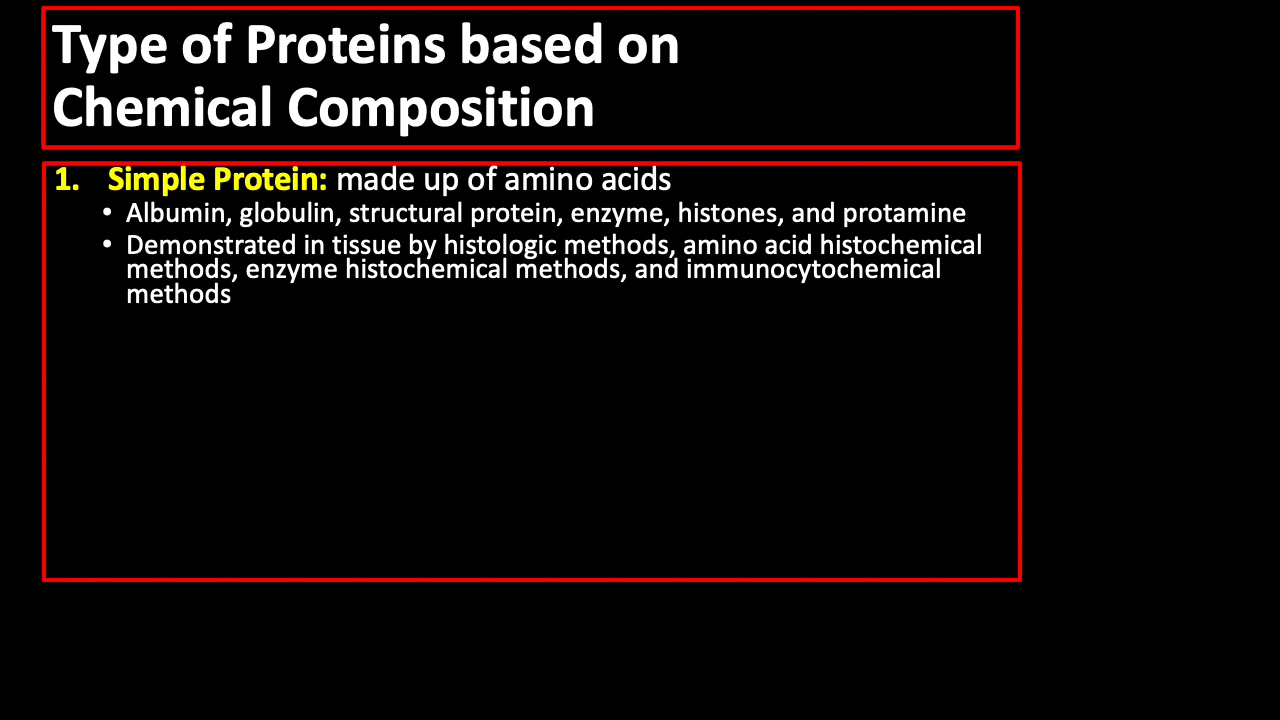 Type of Proteins based on
Chemical Composition
1. Simple Protein: made up of amino acids
• Albumin, globulin, structural protein, enzyme, histones, and protamine
• Demonstrated in tissue by histologic methods, amino acid histochemical
methods, enzyme histochemical methods, and immunocytochemical
methods